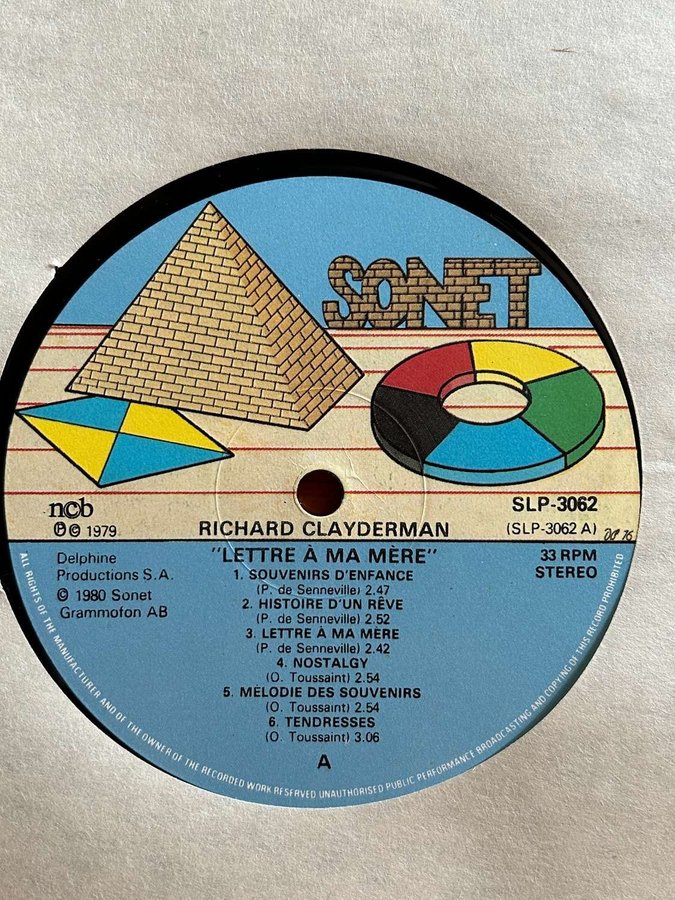 SONET
ncb
℗ © 1979
RICHARD CLAYDERMAN
SLP-3062
(SLP-3062 A)
"LETTRE À MA MÈRE"
33 RPM
STEREO
Delphine
Productions S.A.
© 1980 Sonet
Grammofon AB
1. SOUVENIRS D'ENFANCE
(P. de Senneville) 2.47
2. HISTOIRE D'UN RÊVE
(P. de Senneville) 2.52
3. LETTRE À MA MÈRE
(P. de Senneville) 2.42
4. NOSTALGY
(O. Toussaint) 2.54
5. MÉLODIE DES SOUVENIRS
(O. Toussaint) 2.54
6. TENDRESSES
(O. Toussaint) 3.06
A
ALL RIGHTS OF THE MANUFACTURER AND OF THE OWNER OF THE RECORDED WORK RESERVED UNAUTHORISED PUBLIC PERFORMANCE BROADCASTING AND COPYING OF THIS RECORD PROHIBITED